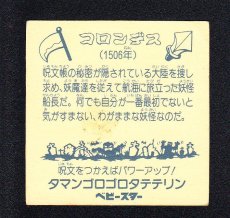 コロンデス
(1506年)
呪文帳の秘密が隠されている大陸を捜し
求め、妖魔達を従えて航海に旅立った妖怪
船長だ。何でも自分が一番最初でないと
気がすまない、わがままな妖怪なのだ。
呪文をつかえばパワーアップ!
タマンゴロゴロタテテリン
ベビースター